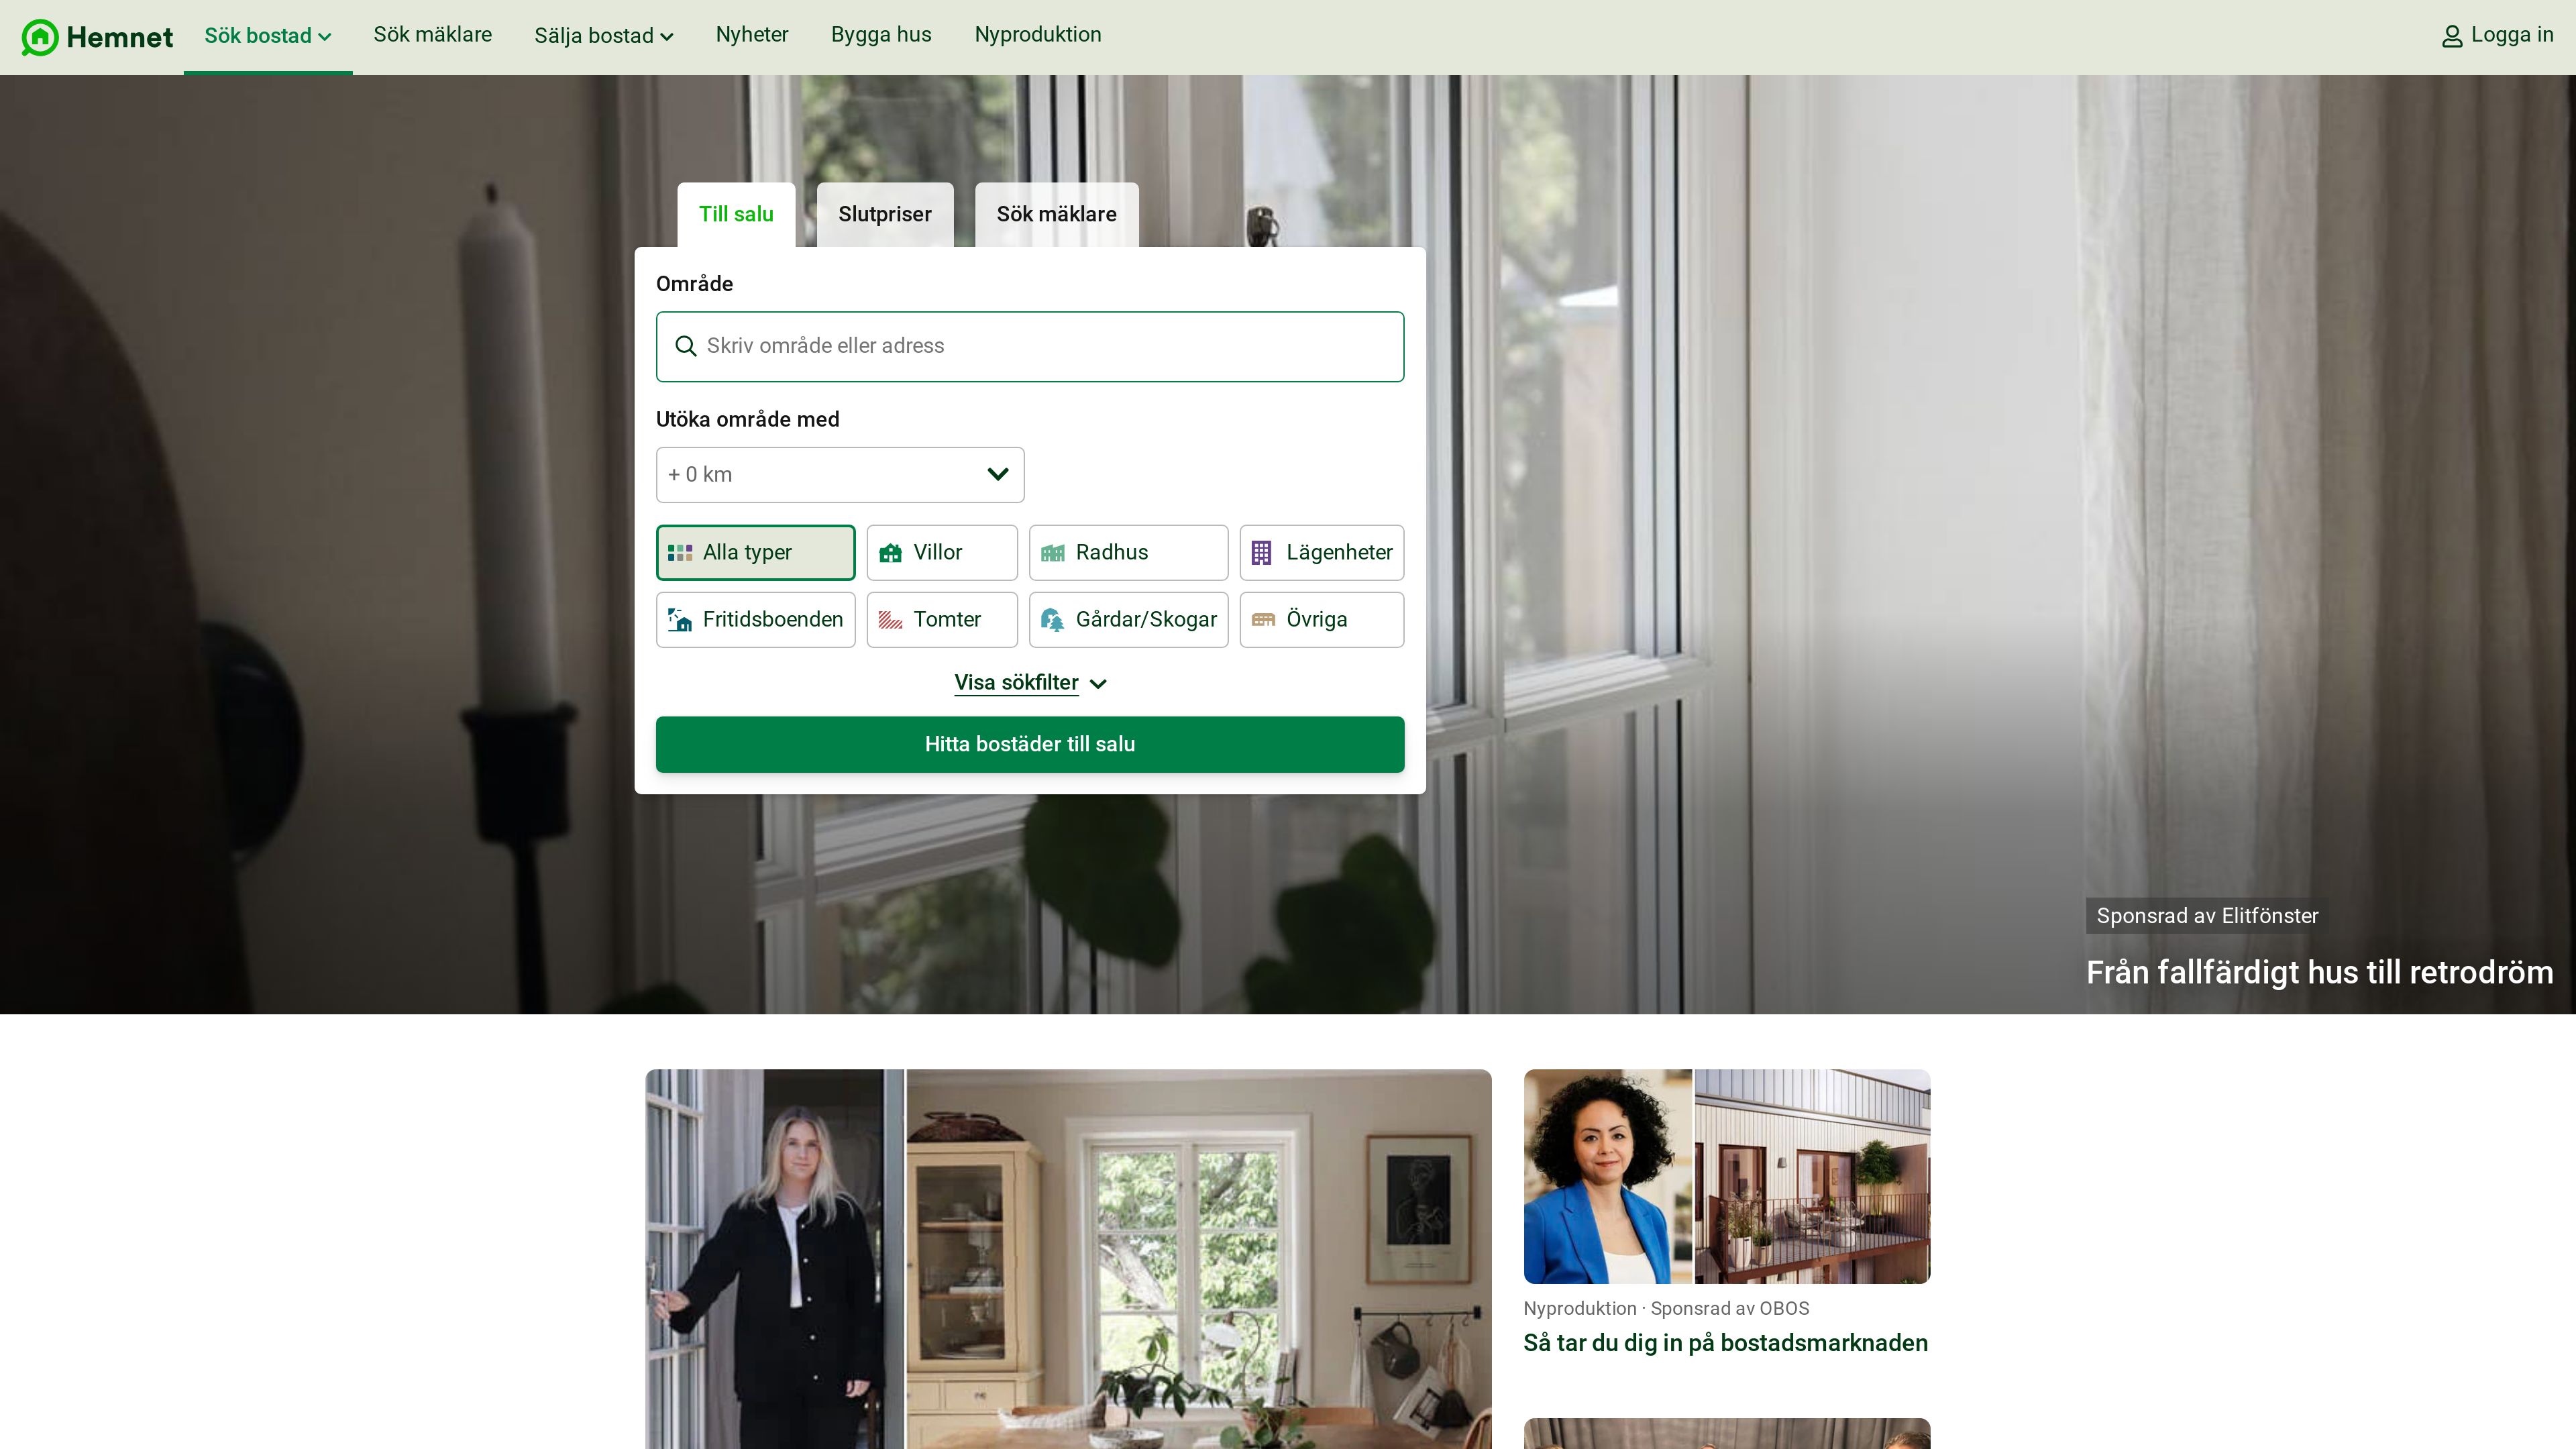 Hemnet
Sök bostad
Sök mäklare
Sälja bostad
Nyheter
Bygga hus
Nyproduktion
Logga in
Till salu
Slutpriser
Sök mäklare
Område
Skriv område eller adress
Utöka område med
+ 0 km
Alla typer
Villor
Radhus
Lägenheter
Fritidsboenden
Tomter
Gårdar/Skogar
Övriga
Visa sökfilter
Hitta bostäder till salu
Sponsrad av Elitfönster
Från fallfärdigt hus till retrodröm
Nyproduktion · Sponsrad av OBOS
Så tar du dig in på bostadsmarknaden